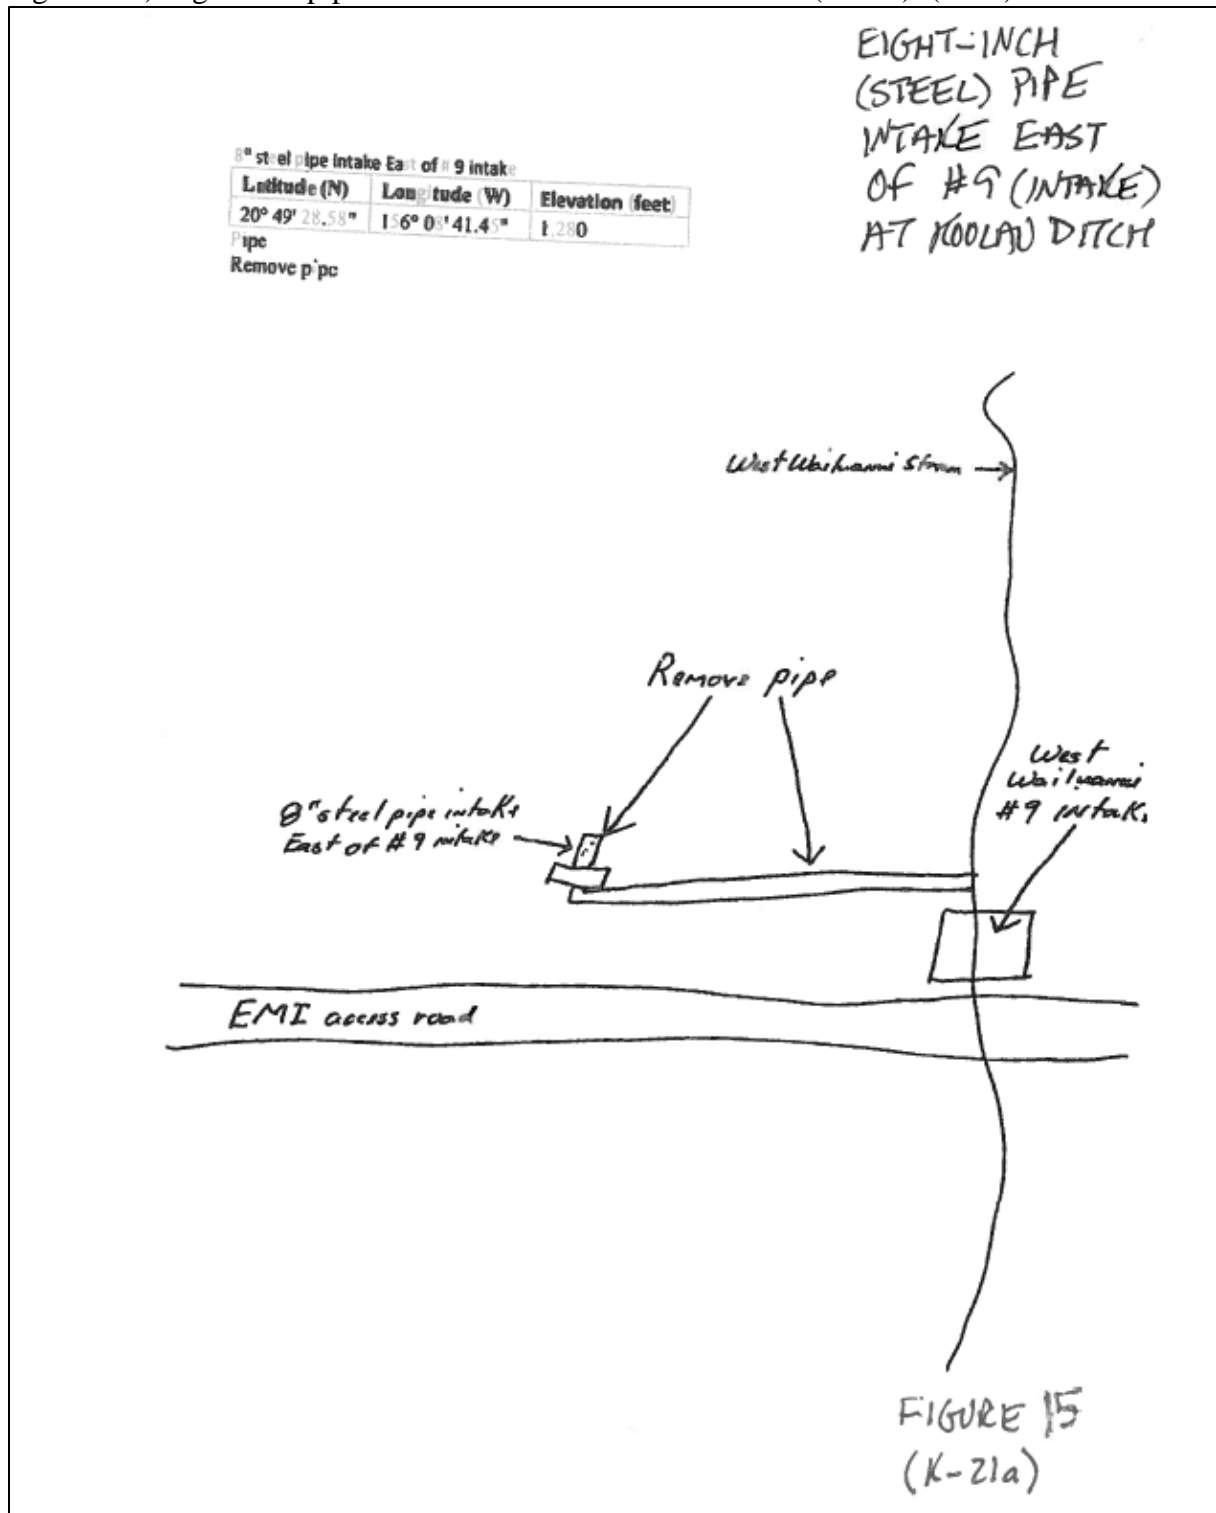 EIGHT-INCH
(STEEL) PIPE
INTAKE EAST
OF #9 (INTAKE)
AT KOOLAU DITCH
8" steel pipe Intake East of # 9 intake
Latitude (N) Longitude (W) Elevation (feet)
20° 49' 28.58" 156° 08' 41.45" 1,280
Pipe
Remove pipe
West Wailuanui Stream
Remove pipe
West
Wailuanui
#9 intake
8" steel pipe intake
East of #9 intake
EMI access road
FIGURE 15
(K-21a)